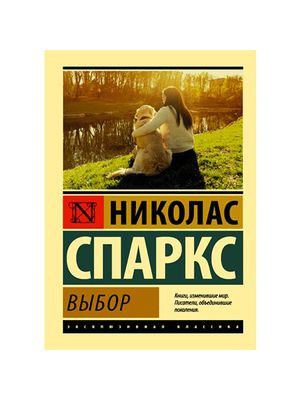 НИКОЛАС
СПАРКС
ВЫБОР
Книги, изменившие мир.
Писатели, объединившие
поколения.
ЭКСКЛЮЗИВНАЯ КЛАССИКА